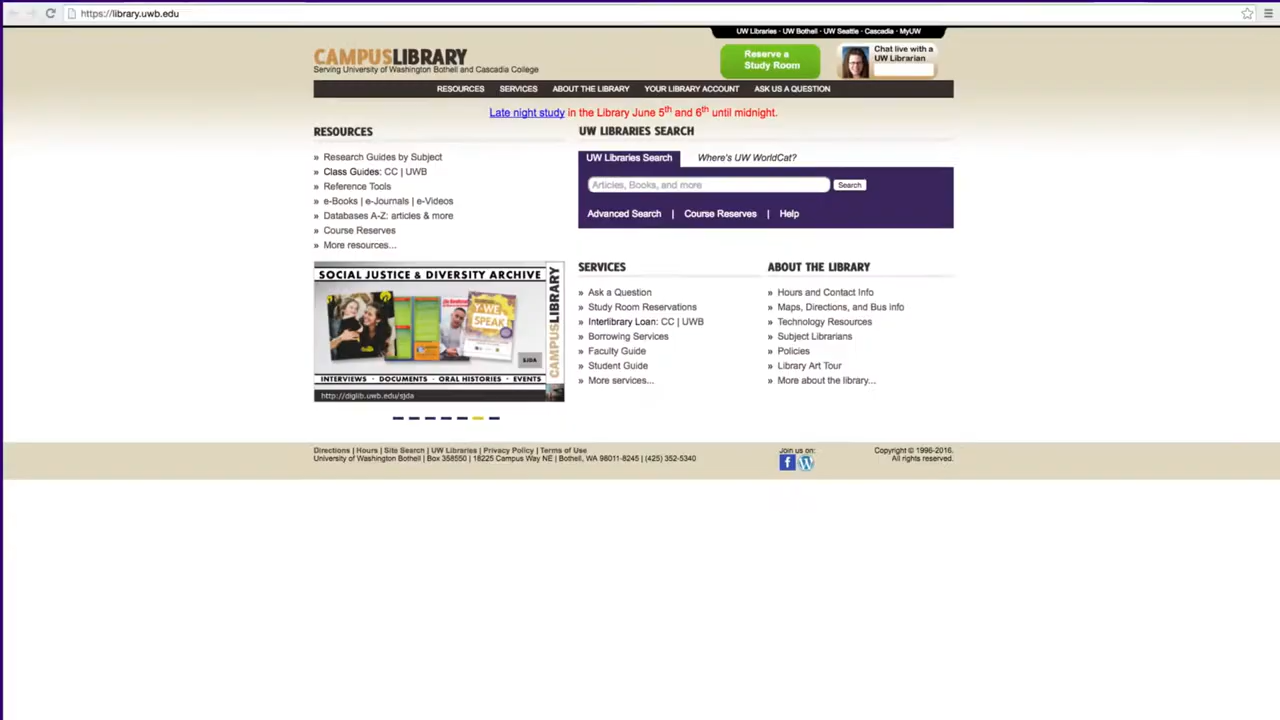 https://library.uwb.edu
UW Libraries · UW Bothell · UW Seattle · Cascadia · MyUW
CAMPUSLIBRARY
Serving University of Washington Bothell and Cascadia College
Reserve a
Study Room
Chat live with a
UW Librarian
RESOURCES SERVICES ABOUT THE LIBRARY YOUR LIBRARY ACCOUNT ASK US A QUESTION
Late night study in the Library June 5th and 6th until midnight.
RESOURCES
» Research Guides by Subject
» Class Guides: CC | UWB
» Reference Tools
» e-Books | e-Journals | e-Videos
» Databases A-Z: articles & more
» Course Reserves
» More resources...
UW LIBRARIES SEARCH
UW Libraries Search Where's UW WorldCat?
Articles, Books, and more Search
Advanced Search | Course Reserves | Help
SOCIAL JUSTICE & DIVERSITY ARCHIVE
CAMPUSLIBRARY
Y-WE
SPEAK
SJDA
INTERVIEWS · DOCUMENTS · ORAL HISTORIES · EVENTS
http://diglib.uwb.edu/sjda
SERVICES
» Ask a Question
» Study Room Reservations
» Interlibrary Loan: CC | UWB
» Borrowing Services
» Faculty Guide
» Student Guide
» More services...
ABOUT THE LIBRARY
» Hours and Contact Info
» Maps, Directions, and Bus info
» Technology Resources
» Subject Librarians
» Policies
» Library Art Tour
» More about the library...
Directions | Hours | Site Search | UW Libraries | Privacy Policy | Terms of Use
University of Washington Bothell | Box 358550 | 18225 Campus Way NE | Bothell, WA 98011-8245 | (425) 352-5340
Join us on:
Copyright © 1996-2016.
All rights reserved.